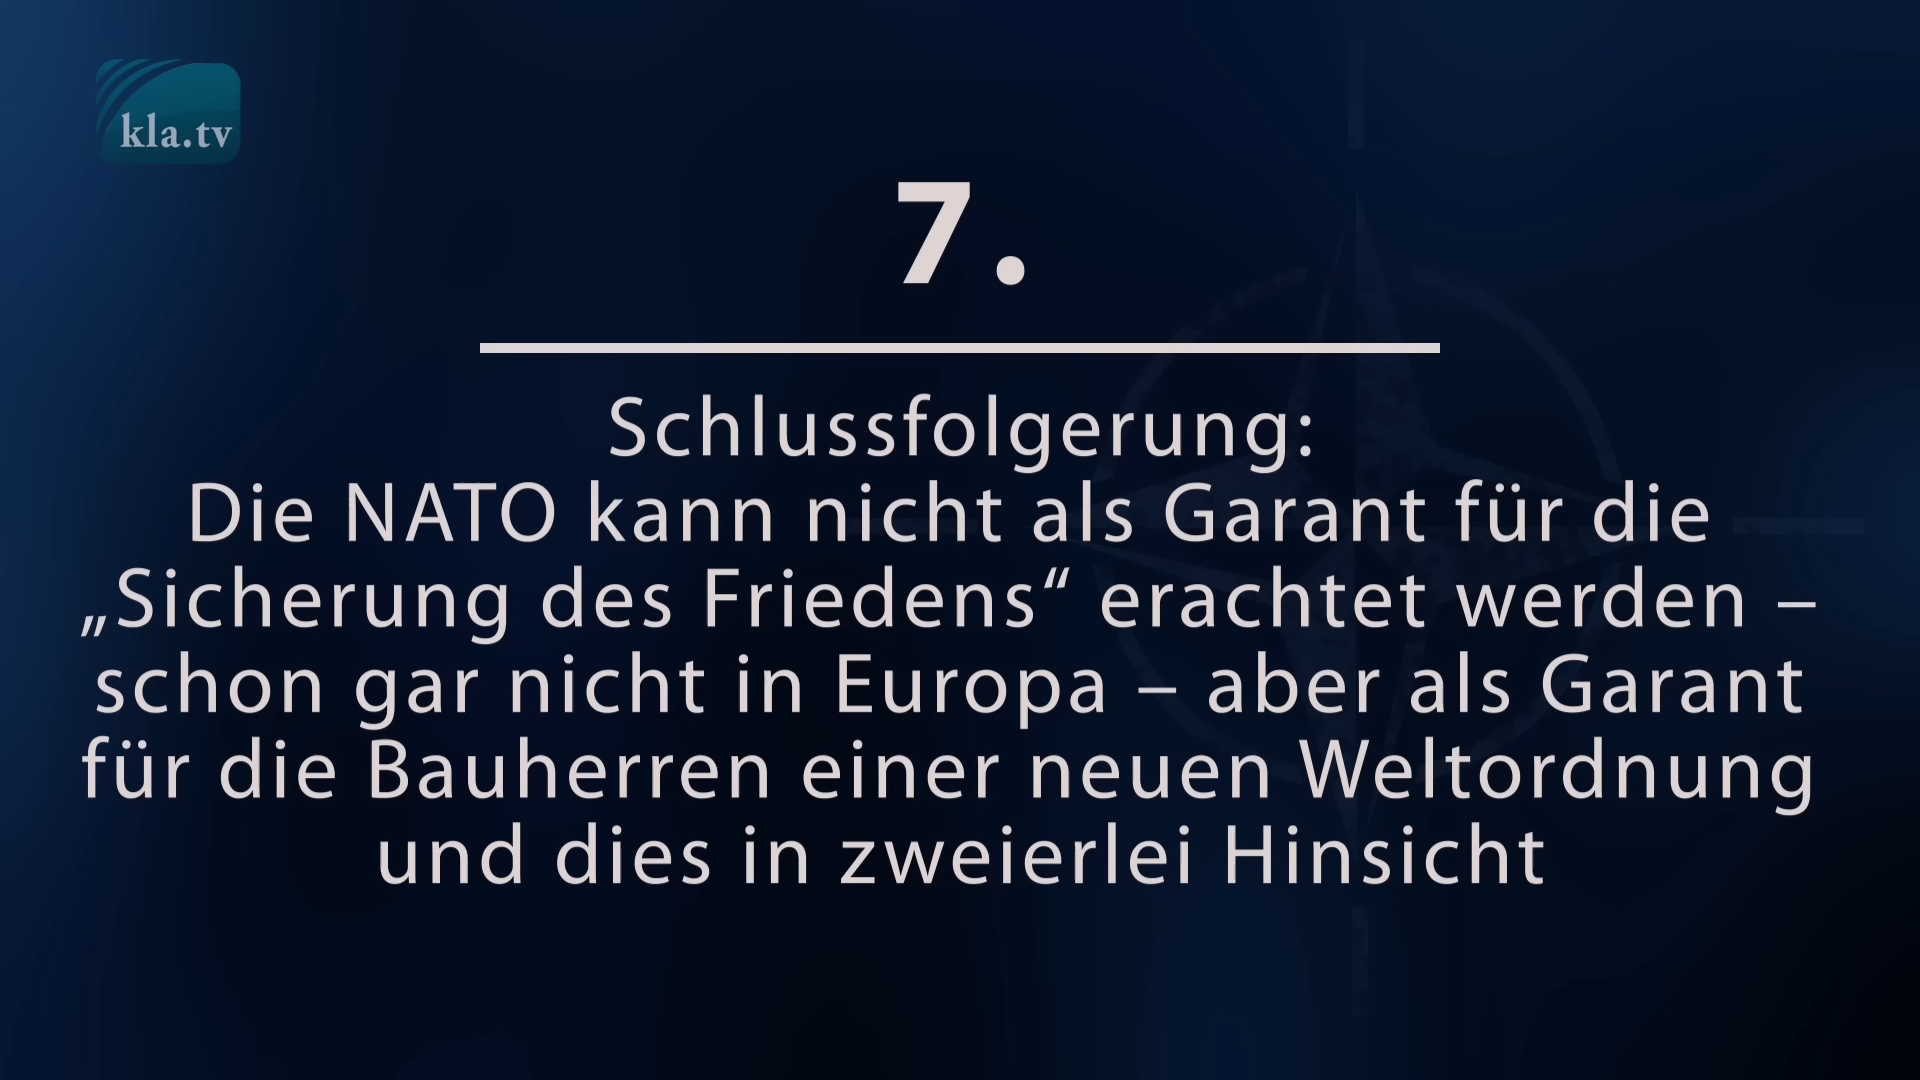 kla.tv
7.
Schlussfolgerung:
Die NATO kann nicht als Garant für die
„Sicherung des Friedens“ erachtet werden –
schon gar nicht in Europa – aber als Garant
für die Bauherren einer neuen Weltordnung
und dies in zweierlei Hinsicht